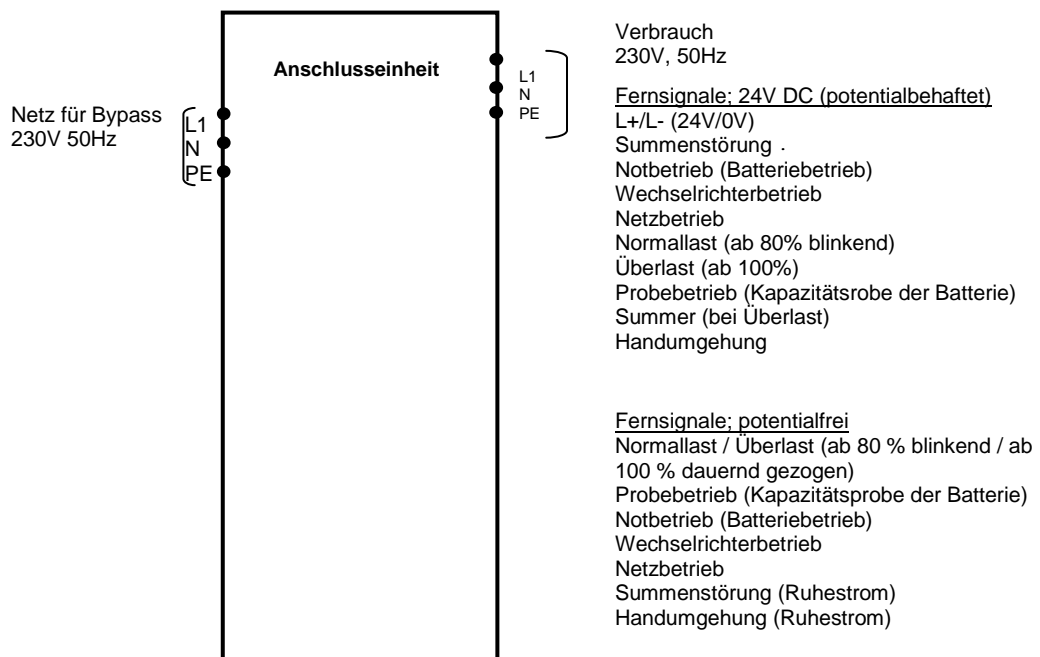 Anschlusseinheit
Netz für Bypass
230V 50Hz
L1
N
PE
L1
N
PE
Verbrauch
230V, 50Hz
Fernsignale; 24V DC (potentialbehaftet)
L+/L- (24V/0V)
Summenstörung .
Notbetrieb (Batteriebetrieb)
Wechselrichterbetrieb
Netzbetrieb
Normallast (ab 80% blinkend)
Überlast (ab 100%)
Probebetrieb (Kapazitätsrobe der Batterie)
Summer (bei Überlast)
Handumgehung
Fernsignale; potentialfrei
Normallast / Überlast (ab 80 % blinkend / ab
100 % dauernd gezogen)
Probebetrieb (Kapazitätsprobe der Batterie)
Notbetrieb (Batteriebetrieb)
Wechselrichterbetrieb
Netzbetrieb
Summenstörung (Ruhestrom)
Handumgehung (Ruhestrom)